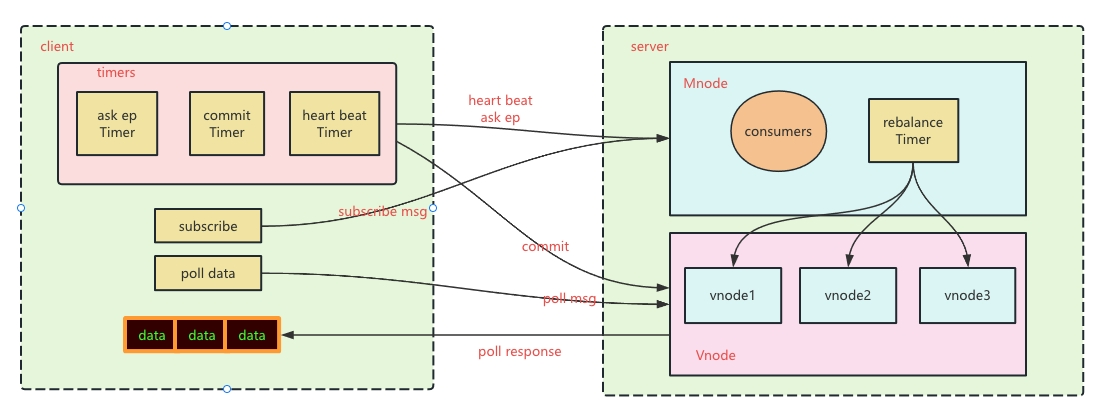 client
timers
ask ep
Timer
commit
Timer
heart beat
Timer
subscribe
poll data
data
data
data
heart beat
ask ep
subscribe msg
commit
poll msg
poll response
server
Mnode
consumers
rebalance
Timer
vnode1
vnode2
vnode3
Vnode